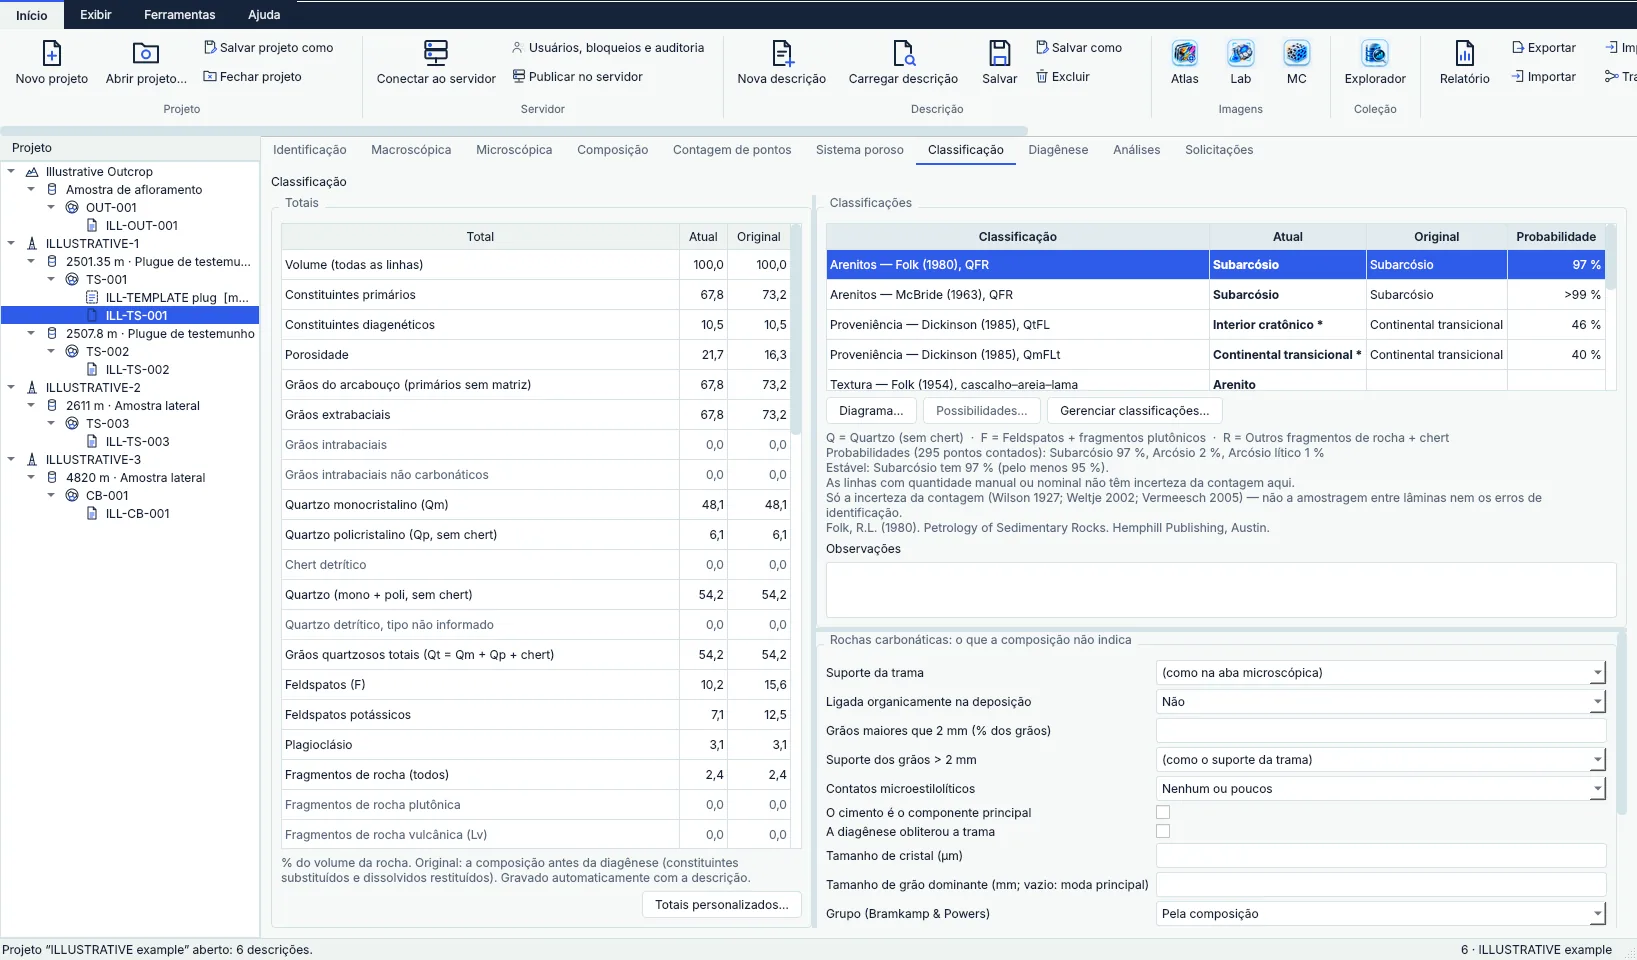 Início Exibir Ferramentas Ajuda
Novo projeto
Abrir projeto...
Salvar projeto como
Fechar projeto
Projeto
Conectar ao servidor
Usuários, bloqueios e auditoria
Publicar no servidor
Servidor
Nova descrição
Carregar descrição
Salvar
Salvar como
Excluir
Descrição
Atlas
Lab
MC
Imagens
Explorador
Coleção
Relatório
Exportar
Importar
Projeto
Illustrative Outcrop
Amostra de afloramento
OUT-001
ILL-OUT-001
ILLUSTRATIVE-1
2501.35 m · Plugue de testemu...
TS-001
ILL-TEMPLATE plug [m...
ILL-TS-001
2507.8 m · Plugue de testemunho
TS-002
ILL-TS-002
ILLUSTRATIVE-2
2611 m · Amostra lateral
TS-003
ILL-TS-003
ILLUSTRATIVE-3
4820 m · Amostra lateral
CB-001
ILL-CB-001
Identificação Macroscópica Microscópica Composição Contagem de pontos Sistema poroso Classificação Diagênese Análises Solicitações
Classificação
Totais
Total Atual Original
Volume (todas as linhas) 100,0 100,0
Constituintes primários 67,8 73,2
Constituintes diagenéticos 10,5 10,5
Porosidade 21,7 16,3
Grãos do arcabouço (primários sem matriz) 67,8 73,2
Grãos extrabaciais 67,8 73,2
Grãos intrabaciais 0,0 0,0
Grãos intrabaciais não carbonáticos 0,0 0,0
Quartzo monocristalino (Qm) 48,1 48,1
Quartzo policristalino (Qp, sem chert) 6,1 6,1
Chert detrítico 0,0 0,0
Quartzo (mono + poli, sem chert) 54,2 54,2
Quartzo detrítico, tipo não informado 0,0 0,0
Grãos quartzosos totais (Qt = Qm + Qp + chert) 54,2 54,2
Feldspatos (F) 10,2 15,6
Feldspatos potássicos 7,1 12,5
Plagioclásio 3,1 3,1
Fragmentos de rocha (todos) 2,4 2,4
Fragmentos de rocha plutônica 0,0 0,0
Fragmentos de rocha vulcânica (Lv) 0,0 0,0
% do volume da rocha. Original: a composição antes da diagênese (constituintes
substituídos e dissolvidos restituídos). Gravado automaticamente com a descrição.
Totais personalizados...
Classificações
Classificação Atual Original Probabilidade
Arenitos — Folk (1980), QFR Subarcósio Subarcósio 97 %
Arenitos — McBride (1963), QFR Subarcósio Subarcósio >99 %
Proveniência — Dickinson (1985), QtFL Interior cratônico * Continental transicional 46 %
Proveniência — Dickinson (1985), QmFLt Continental transicional * Continental transicional 40 %
Textura — Folk (1954), cascalho–areia–lama Arenito
Diagrama... Possibilidades... Gerenciar classificações...
Q = Quartzo (sem chert) · F = Feldspatos + fragmentos plutônicos · R = Outros fragmentos de rocha + chert
Probabilidades (295 pontos contados): Subarcósio 97 %, Arcósio 2 %, Arcósio lítico 1 %
Estável: Subarcósio tem 97 % (pelo menos 95 %).
As linhas com quantidade manual ou nominal não têm incerteza da contagem aqui.
Só a incerteza da contagem (Wilson 1927; Weltje 2002; Vermeesch 2005) — não a amostragem entre lâminas nem os erros de
identificação.
Folk, R.L. (1980). Petrology of Sedimentary Rocks. Hemphill Publishing, Austin.
Observações
Rochas carbonáticas: o que a composição não indica
Suporte da trama (como na aba microscópica)
Ligada organicamente na deposição Não
Grãos maiores que 2 mm (% dos grãos)
Suporte dos grãos > 2 mm (como o suporte da trama)
Contatos microestilolíticos Nenhum ou poucos
O cimento é o componente principal
A diagênese obliterou a trama
Tamanho de cristal (µm)
Tamanho de grão dominante (mm; vazio: moda principal)
Grupo (Bramkamp & Powers) Pela composição
Projeto “ILLUSTRATIVE example” aberto: 6 descrições.
6 · ILLUSTRATIVE example